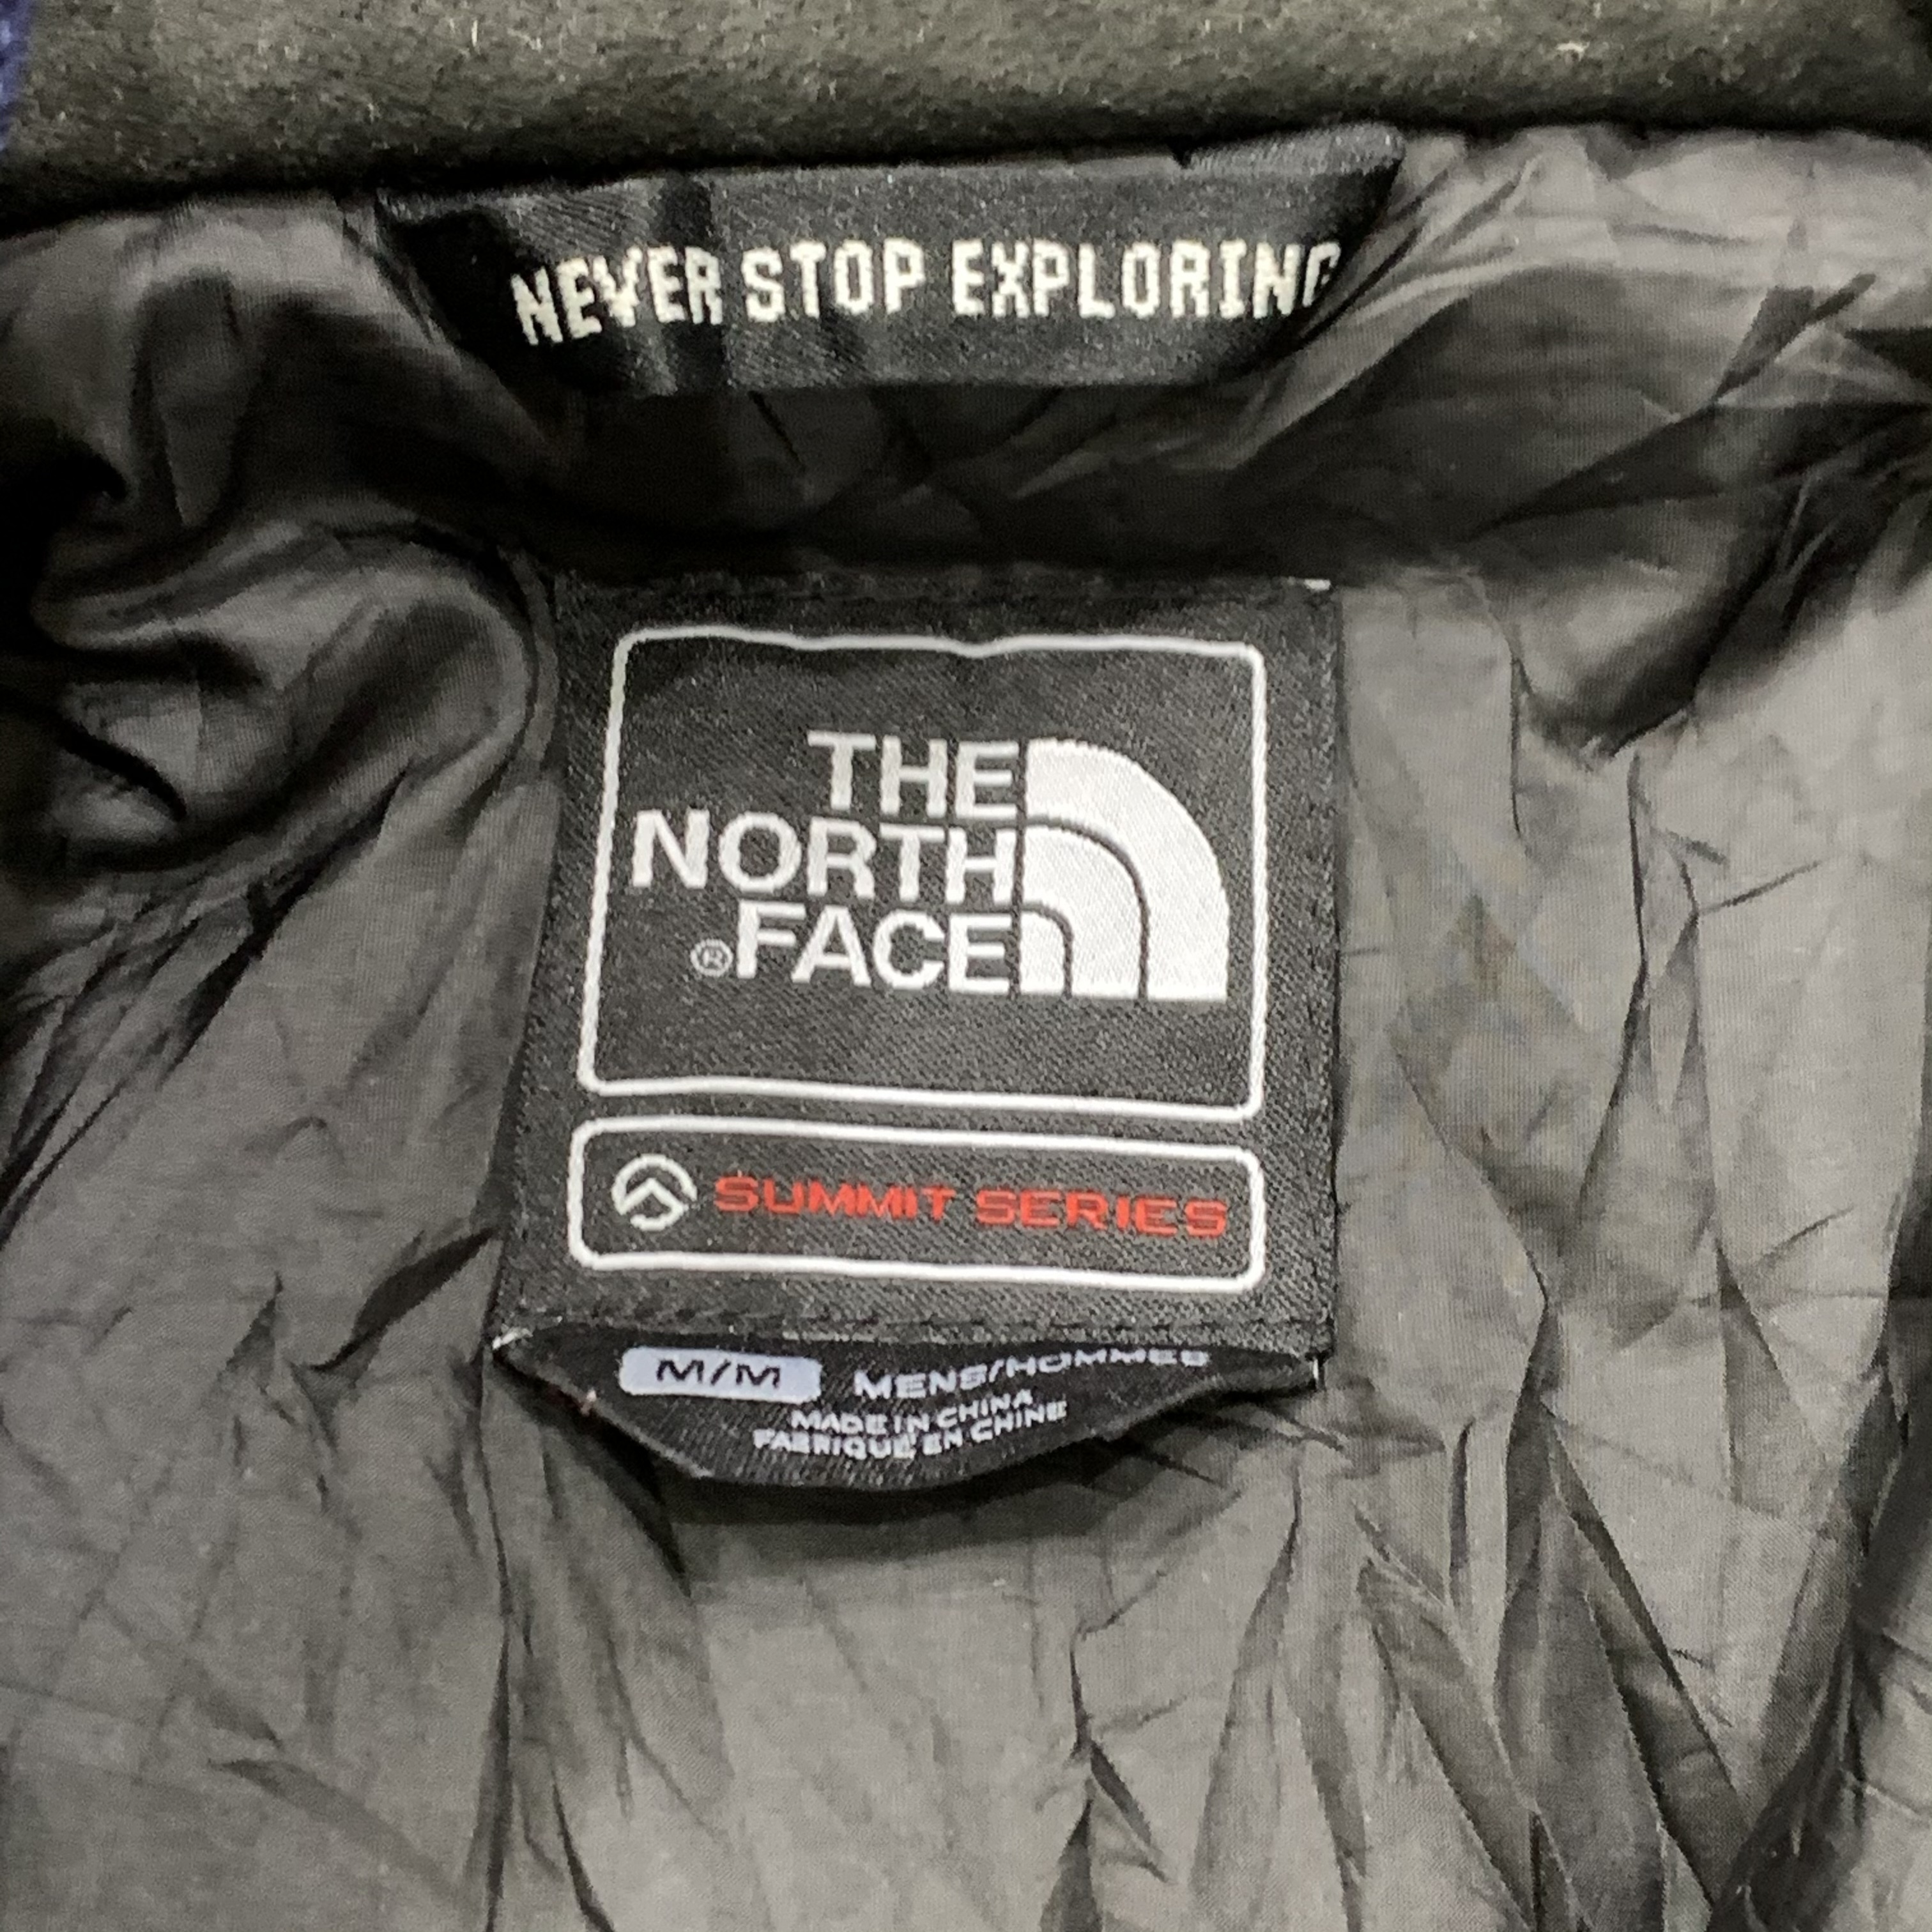 NEVER STOP EXPLORING
THE
NORTH
®FACE
SUMMIT SERIES
M/M MENS/HOMMES
MADE IN CHINA
FABRIQUÉ EN CHINE